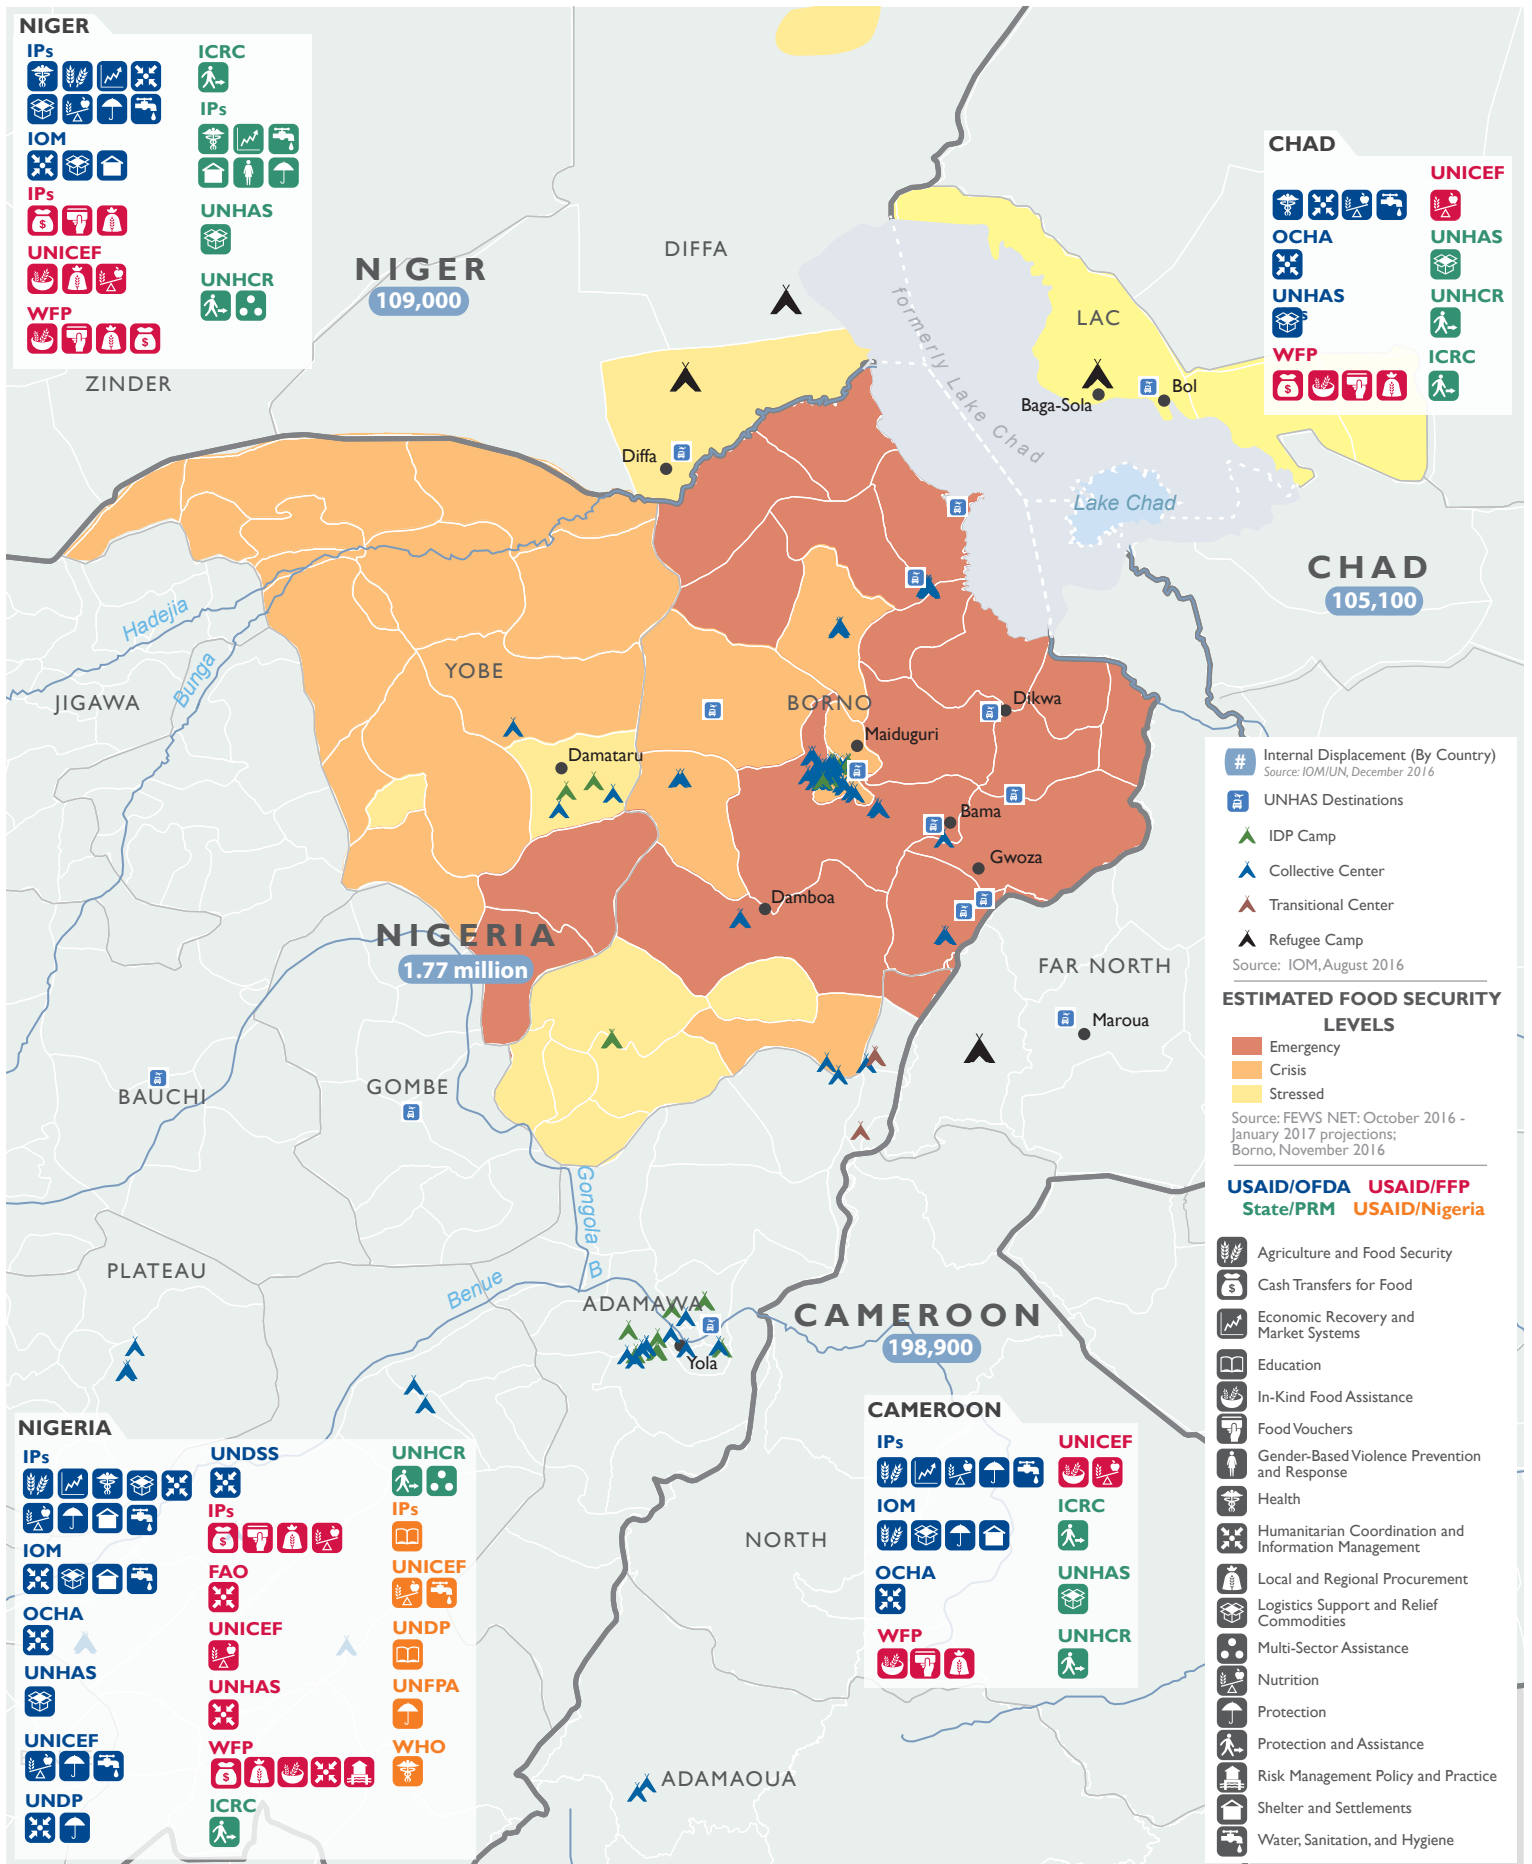 NIGER
IPs
ICRC
IPs
IOM
IPs
UNHAS
UNICEF
UNHCR
WFP
CHAD
UNICEF
OCHA
UNHAS
UNHAS
UNHCR
WFP
ICRC
DIFFA
NIGER
109,000
ZINDER
LAC
formerly Lake Chad
Bol
Baga-Sola
Diffa
Lake Chad
CHAD
105,100
Hadejia
Bunga
JIGAWA
YOBE
BORNO
Dikwa
Maiduguri
Damataru
Bama
Gwoza
Damboa
NIGERIA
1.77 million
FAR NORTH
Maroua
BAUCHI
GOMBE
Gongola
B
Benue
PLATEAU
ADAMAWA
Yola
CAMEROON
198,900
NORTH
ADAMAOUA
# Internal Displacement (By Country)
Source: IOM/UN, December 2016
UNHAS Destinations
IDP Camp
Collective Center
Transitional Center
Refugee Camp
Source: IOM, August 2016
ESTIMATED FOOD SECURITY
LEVELS
Emergency
Crisis
Stressed
Source: FEWS NET: October 2016 -
January 2017 projections;
Borno, November 2016
USAID/OFDA USAID/FFP
State/PRM USAID/Nigeria
Agriculture and Food Security
Cash Transfers for Food
Economic Recovery and
Market Systems
Education
In-Kind Food Assistance
Food Vouchers
Gender-Based Violence Prevention
and Response
Health
Humanitarian Coordination and
Information Management
Local and Regional Procurement
Logistics Support and Relief
Commodities
Multi-Sector Assistance
Nutrition
Protection
Protection and Assistance
Risk Management Policy and Practice
Shelter and Settlements
Water, Sanitation, and Hygiene
NIGERIA
IPs
IOM
OCHA
UNHAS
UNICEF
UNDP
UNDSS
IPs
FAO
UNICEF
UNHAS
WFP
ICRC
UNHCR
IPs
UNICEF
UNDP
UNFPA
WHO
CAMEROON
IPs
UNICEF
IOM
ICRC
OCHA
UNHAS
WFP
UNHCR